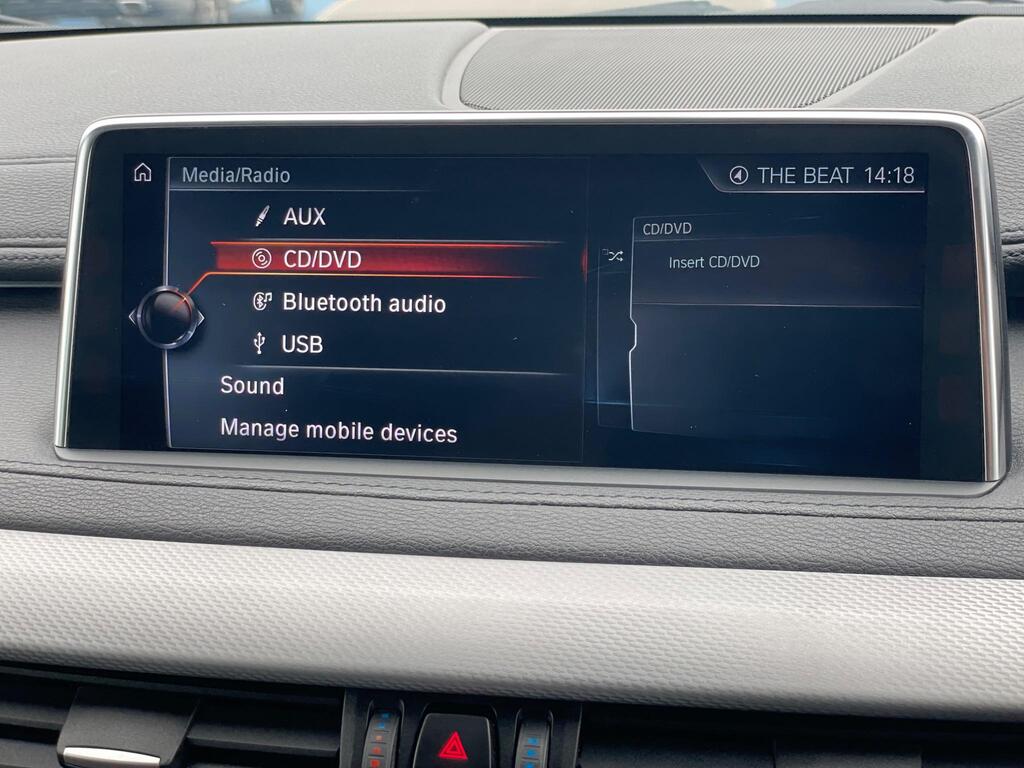 Media/Radio
THE BEAT 14:18
AUX
CD/DVD
Bluetooth audio
USB
Sound
Manage mobile devices
CD/DVD
Insert CD/DVD